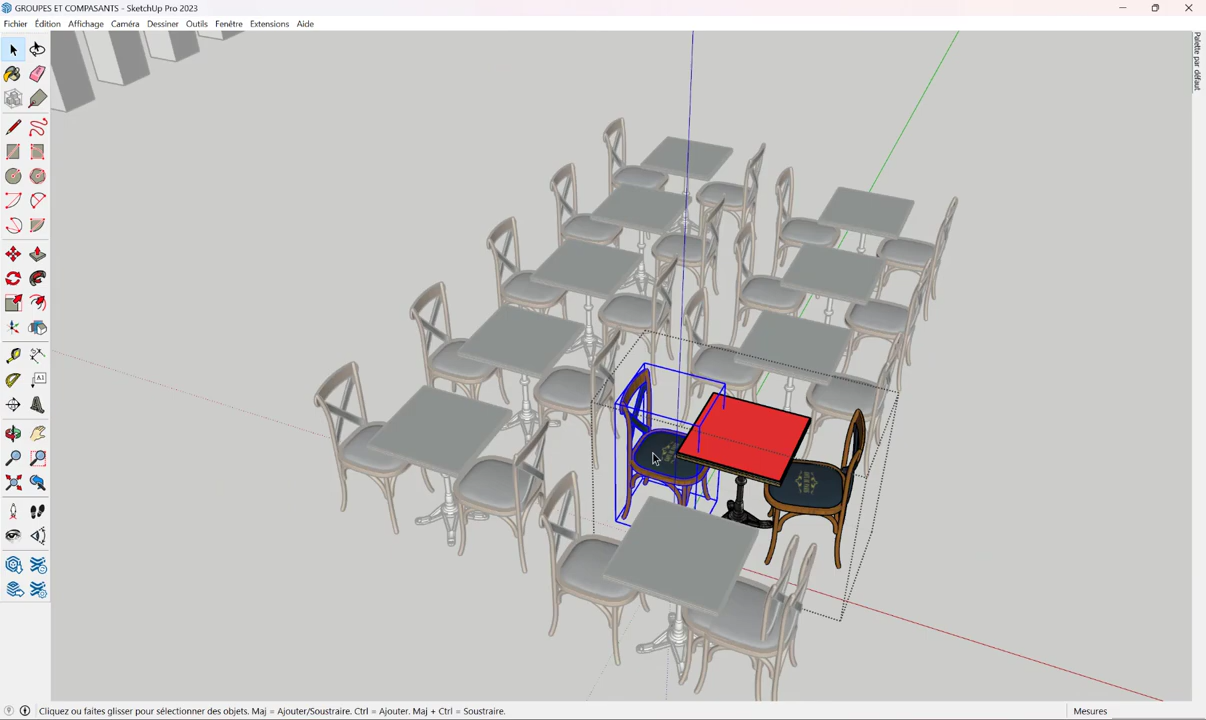 GROUPES ET COMPASANTS - SketchUp Pro 2023
Fichier Édition Affichage Caméra Dessiner Outils Fenêtre Extensions Aide
Palette par défaut
Cliquez ou faites glisser pour sélectionner des objets. Maj = Ajouter/Soustraire. Ctrl = Ajouter. Maj + Ctrl = Soustraire.
Mesures